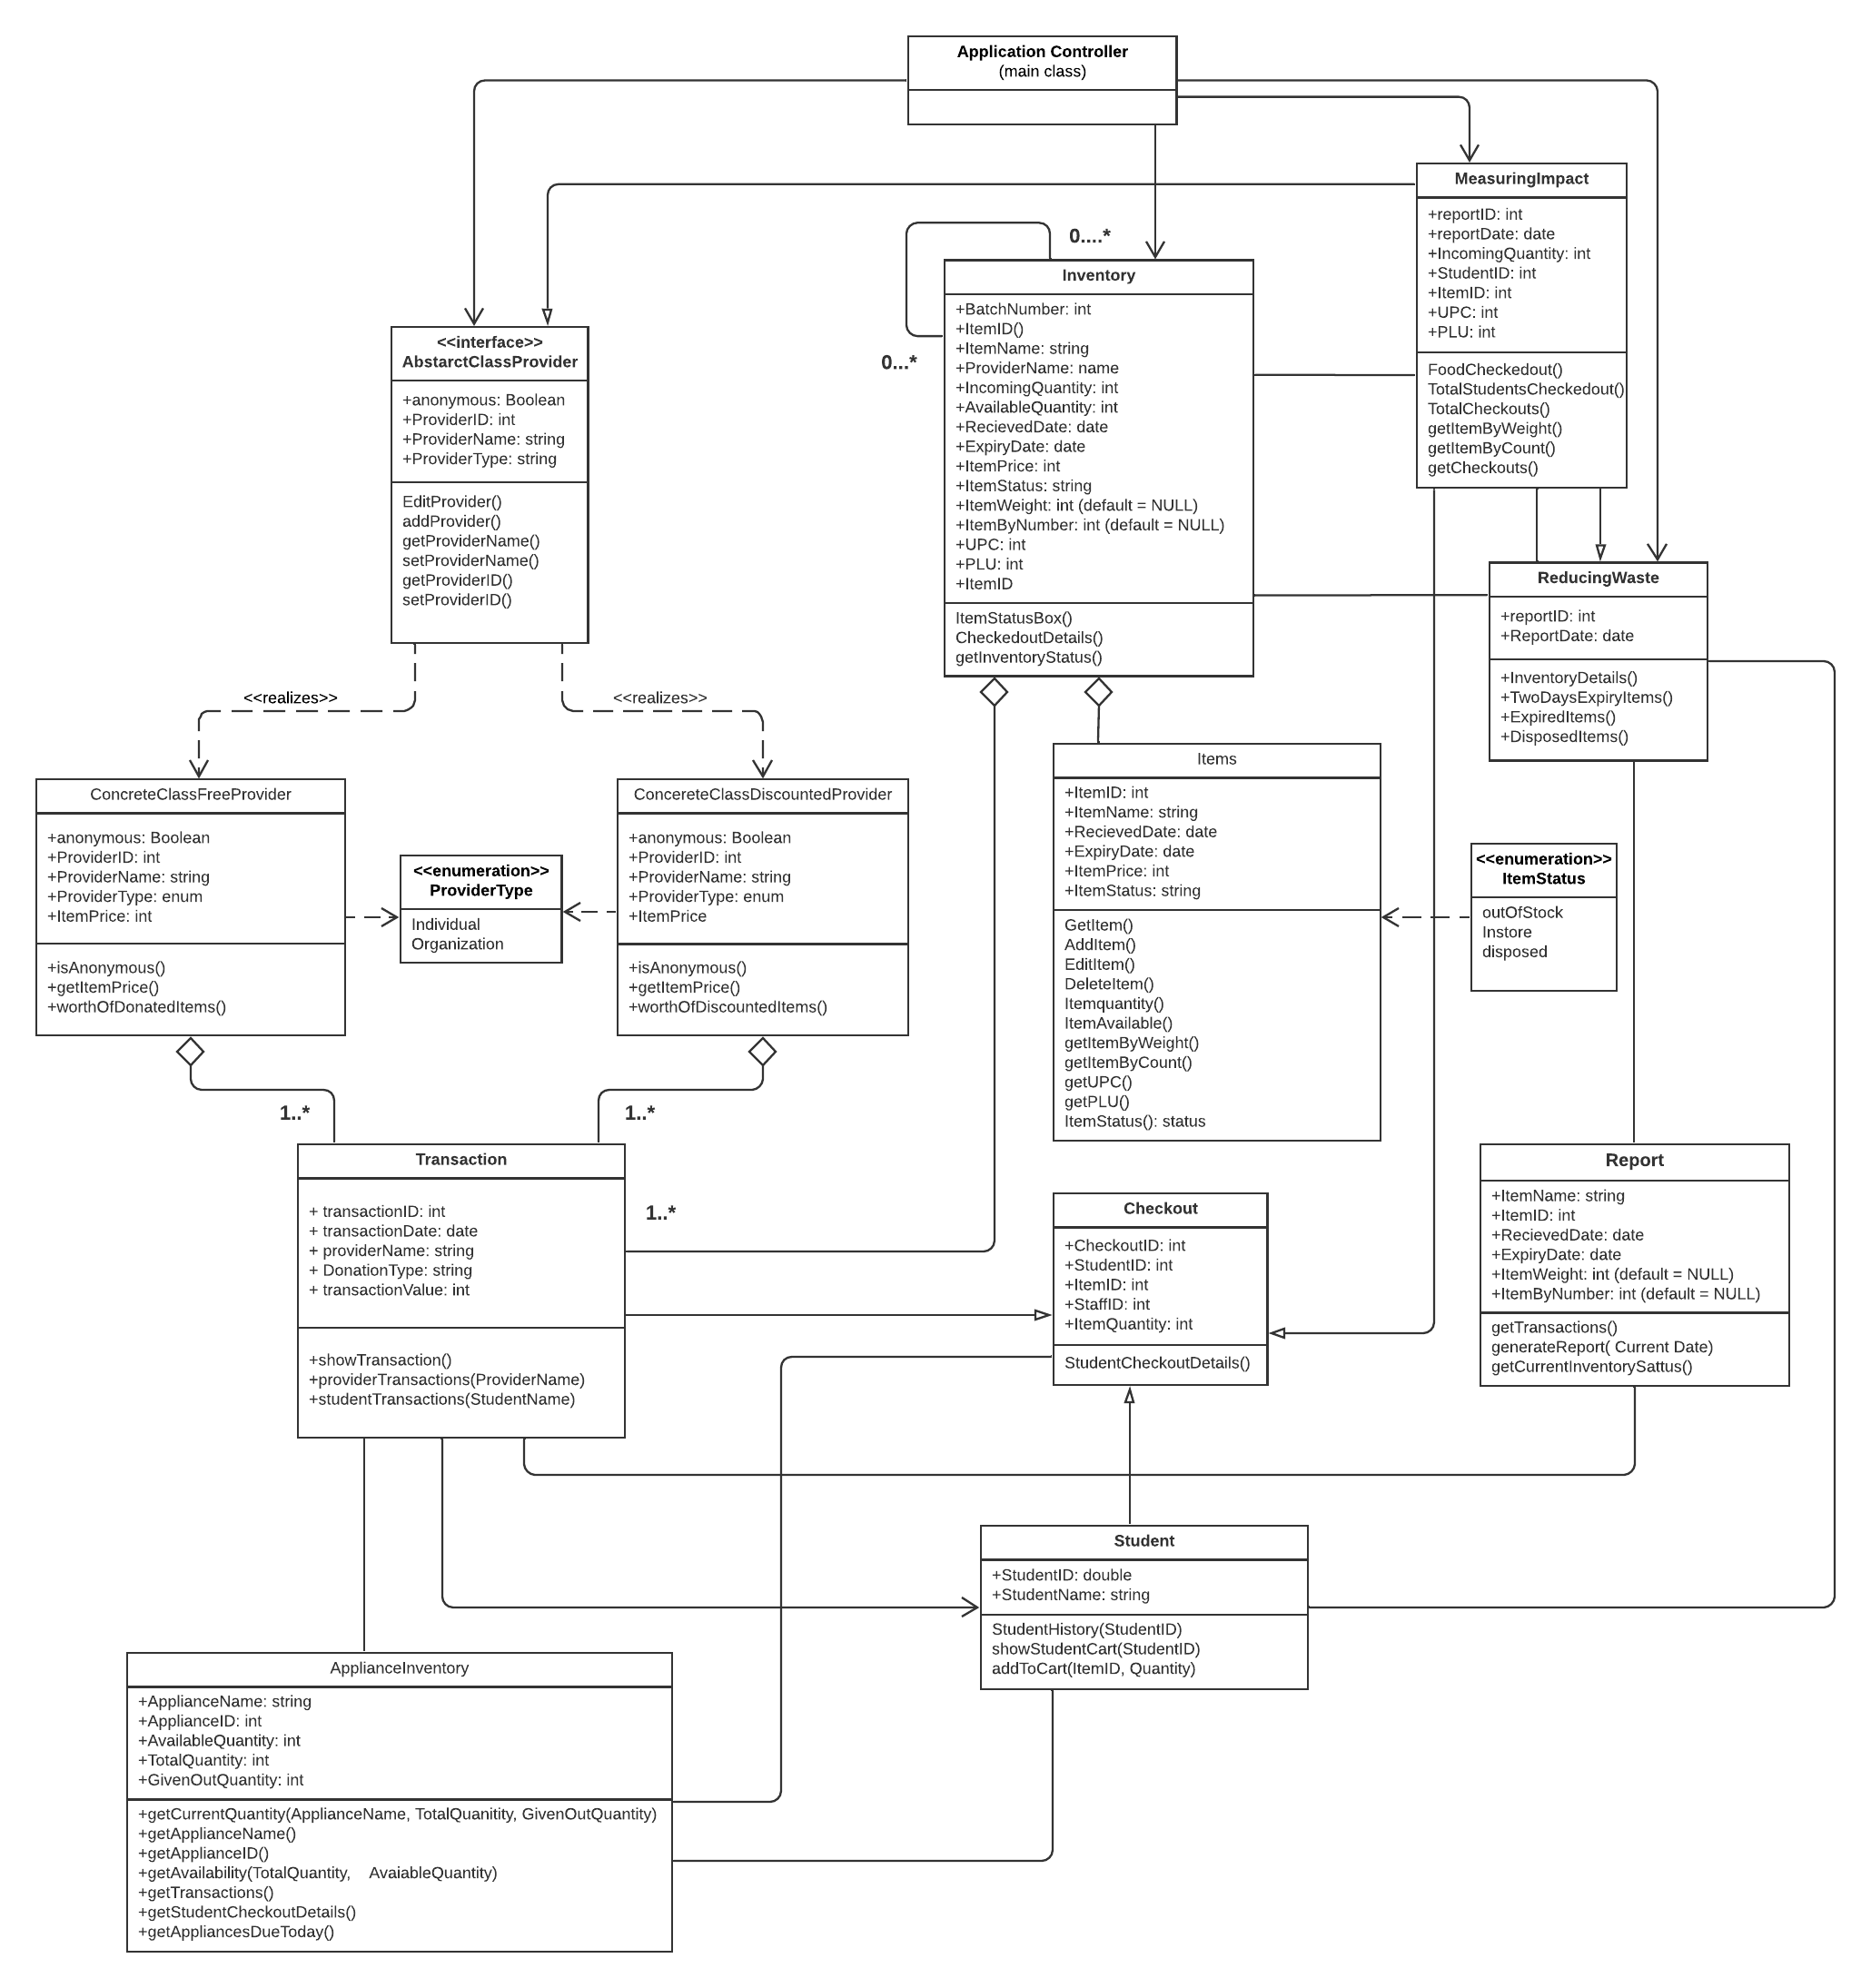 Application Controller
(main class)
MeasuringImpact
+reportID: int
+reportDate: date
+IncomingQuantity: int
+StudentID: int
+ItemID: int
+UPC: int
+PLU: int
FoodCheckedout()
TotalStudentsCheckedout()
TotalCheckouts()
getItemByWeight()
getItemByCount()
getCheckouts()
0....*
0...*
Inventory
+BatchNumber: int
+ItemID()
+ItemName: string
+ProviderName: name
+IncomingQuantity: int
+AvailableQuantity: int
+RecievedDate: date
+ExpiryDate: date
+ItemPrice: int
+ItemStatus: string
+ItemWeight: int (default = NULL)
+ItemByNumber: int (default = NULL)
+UPC: int
+PLU: int
+ItemID
ItemStatusBox()
CheckedoutDetails()
getInventoryStatus()
<<interface>>
AbstarctClassProvider
+anonymous: Boolean
+ProviderID: int
+ProviderName: string
+ProviderType: string
EditProvider()
addProvider()
getProviderName()
setProviderName()
getProviderID()
setProviderID()
ReducingWaste
+reportID: int
+ReportDate: date
+InventoryDetails()
+TwoDaysExpiryItems()
+ExpiredItems()
+DisposedItems()
<<realizes>>
<<realizes>>
ConcreteClassFreeProvider
+anonymous: Boolean
+ProviderID: int
+ProviderName: string
+ProviderType: enum
+ItemPrice: int
+isAnonymous()
+getItemPrice()
+worthOfDonatedItems()
<<enumeration>>
ProviderType
Individual
Organization
ConcereteClassDiscountedProvider
+anonymous: Boolean
+ProviderID: int
+ProviderName: string
+ProviderType: enum
+ItemPrice
+isAnonymous()
+getItemPrice()
+worthOfDiscountedItems()
Items
+ItemID: int
+ItemName: string
+RecievedDate: date
+ExpiryDate: date
+ItemPrice: int
+ItemStatus: string
GetItem()
AddItem()
EditItem()
DeleteItem()
Itemquantity()
ItemAvailable()
getItemByWeight()
getItemByCount()
getUPC()
getPLU()
ItemStatus(): status
<<enumeration>>
ItemStatus
outOfStock
Instore
disposed
1..*
1..*
1..*
Transaction
+ transactionID: int
+ transactionDate: date
+ providerName: string
+ DonationType: string
+ transactionValue: int
+showTransaction()
+providerTransactions(ProviderName)
+studentTransactions(StudentName)
Checkout
+CheckoutID: int
+StudentID: int
+ItemID: int
+StaffID: int
+ItemQuantity: int
StudentCheckoutDetails()
Report
+ItemName: string
+ItemID: int
+RecievedDate: date
+ExpiryDate: date
+ItemWeight: int (default = NULL)
+ItemByNumber: int (default = NULL)
getTransactions()
generateReport( Current Date)
getCurrentInventorySattus()
Student
+StudentID: double
+StudentName: string
StudentHistory(StudentID)
showStudentCart(StudentID)
addToCart(ItemID, Quantity)
ApplianceInventory
+ApplianceName: string
+ApplianceID: int
+AvailableQuantity: int
+TotalQuantity: int
+GivenOutQuantity: int
+getCurrentQuantity(ApplianceName, TotalQuanitity, GivenOutQuantity)
+getApplianceName()
+getApplianceID()
+getAvailability(TotalQuantity, AvaiableQuantity)
+getTransactions()
+getStudentCheckoutDetails()
+getAppliancesDueToday()